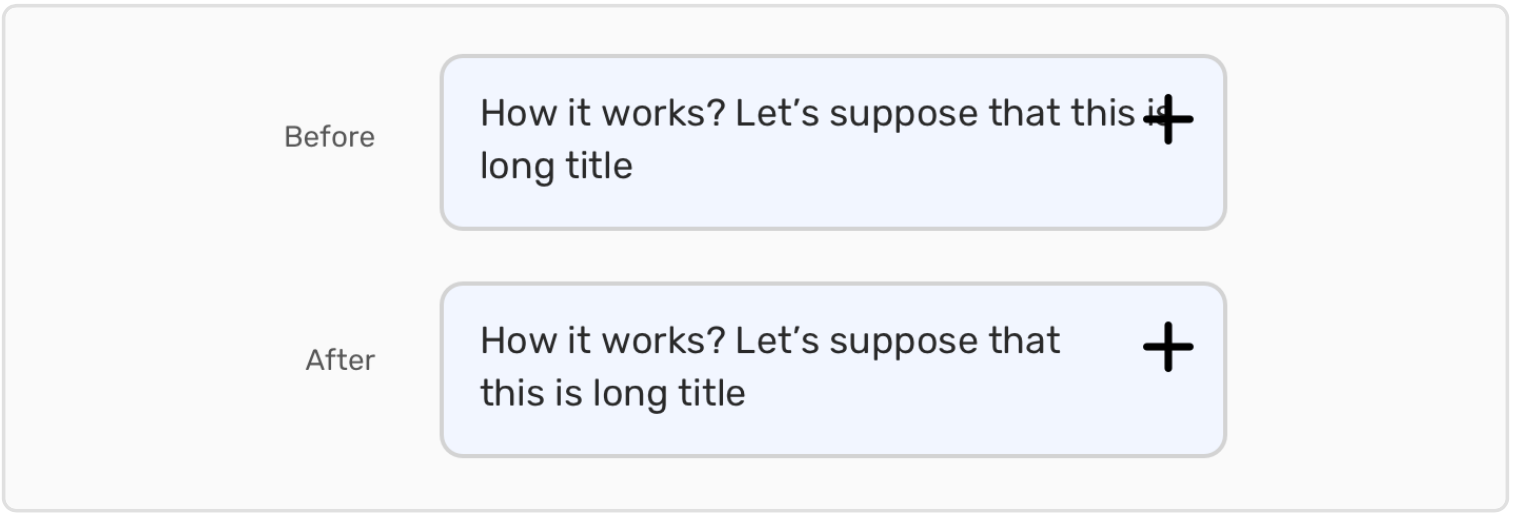 Before
How it works? Let’s suppose that this is
long title
After
How it works? Let’s suppose that
this is long title